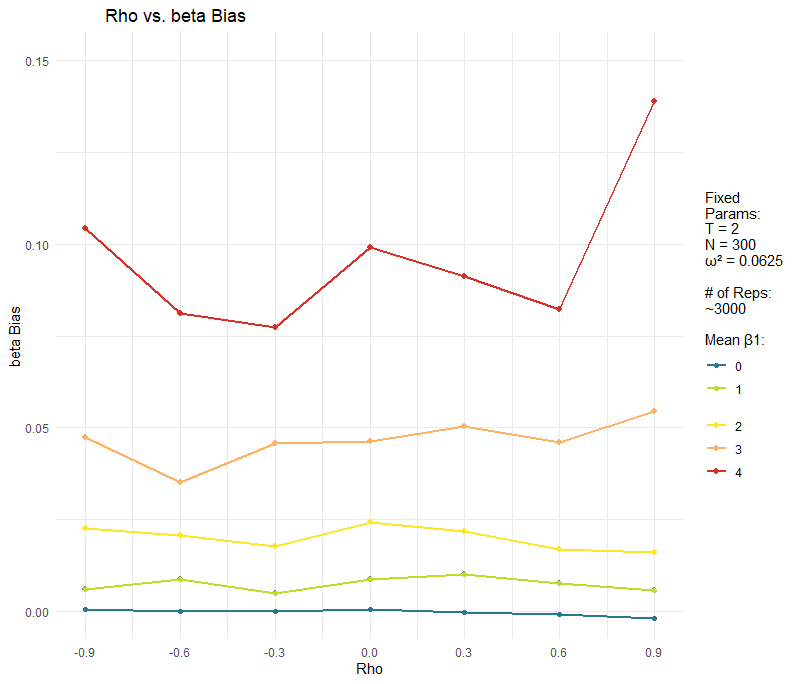 Rho vs. beta Bias
0.15
0.10
0.05
0.00
beta Bias
-0.9 -0.6 -0.3 0.0 0.3 0.6 0.9
Rho
Fixed
Params:
T = 2
N = 300
ω² = 0.0625
# of Reps:
~3000
Mean β1:
0
1
2
3
4